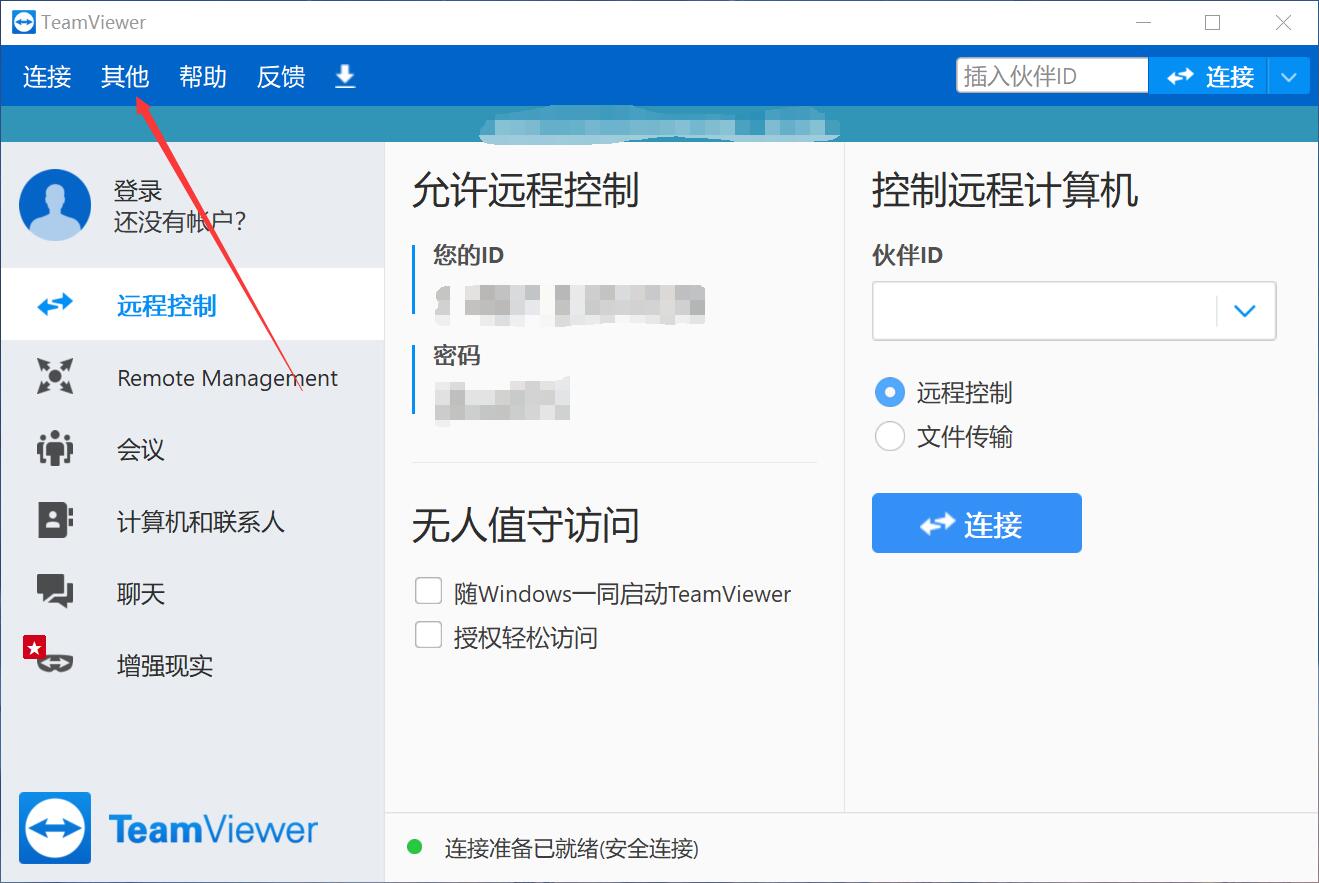 TeamViewer
连接 其他 帮助 反馈
插入伙伴ID
连接
登录
还没有帐户?
远程控制
Remote Management
会议
计算机和联系人
聊天
增强现实
TeamViewer
允许远程控制
您的ID
密码
无人值守访问
随Windows一同启动TeamViewer
授权轻松访问
控制远程计算机
伙伴ID
远程控制
文件传输
连接
连接准备已就绪(安全连接)